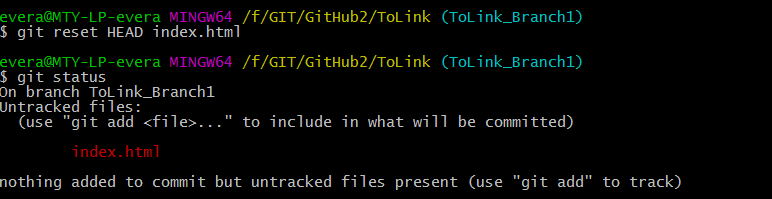 evera@MTY-LP-evera MINGW64 /f/GIT/GitHub2/ToLink (ToLink_Branch1)
$ git reset HEAD index.html
evera@MTY-LP-evera MINGW64 /f/GIT/GitHub2/ToLink (ToLink_Branch1)
$ git status
On branch ToLink_Branch1
Untracked files:
(use "git add <file>..." to include in what will be committed)
index.html
nothing added to commit but untracked files present (use "git add" to track)